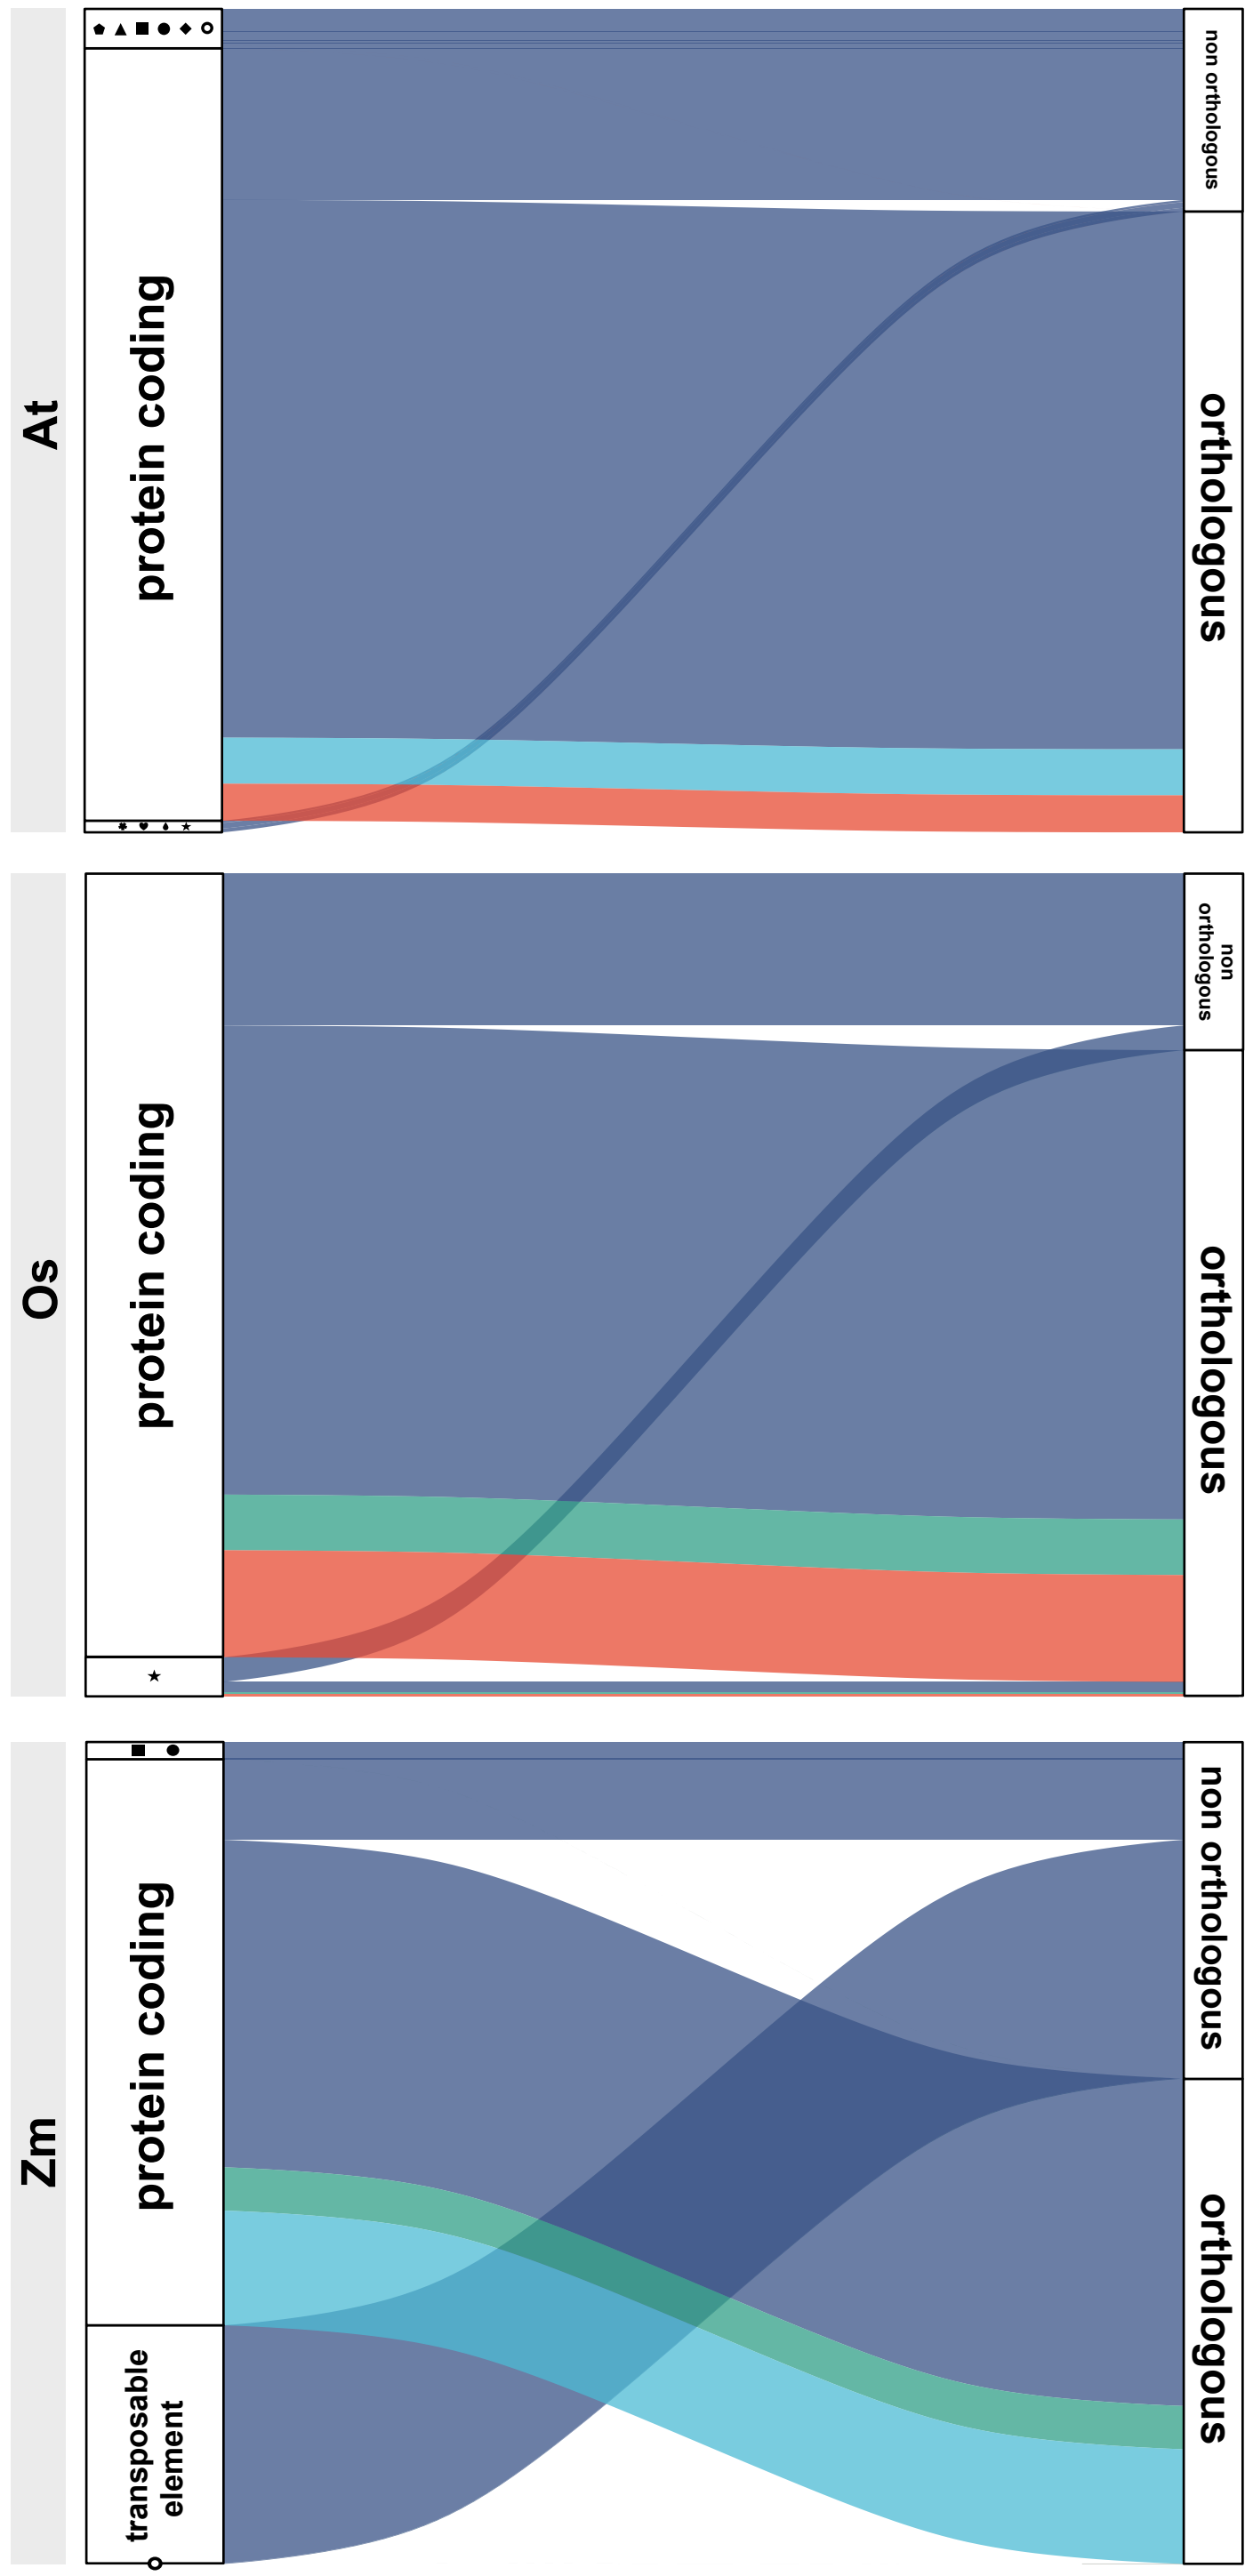 At
protein coding
non orthologous
orthologous
Os
protein coding
non
orthologous
orthologous
Zm
protein coding
transposable
element
non orthologous
orthologous